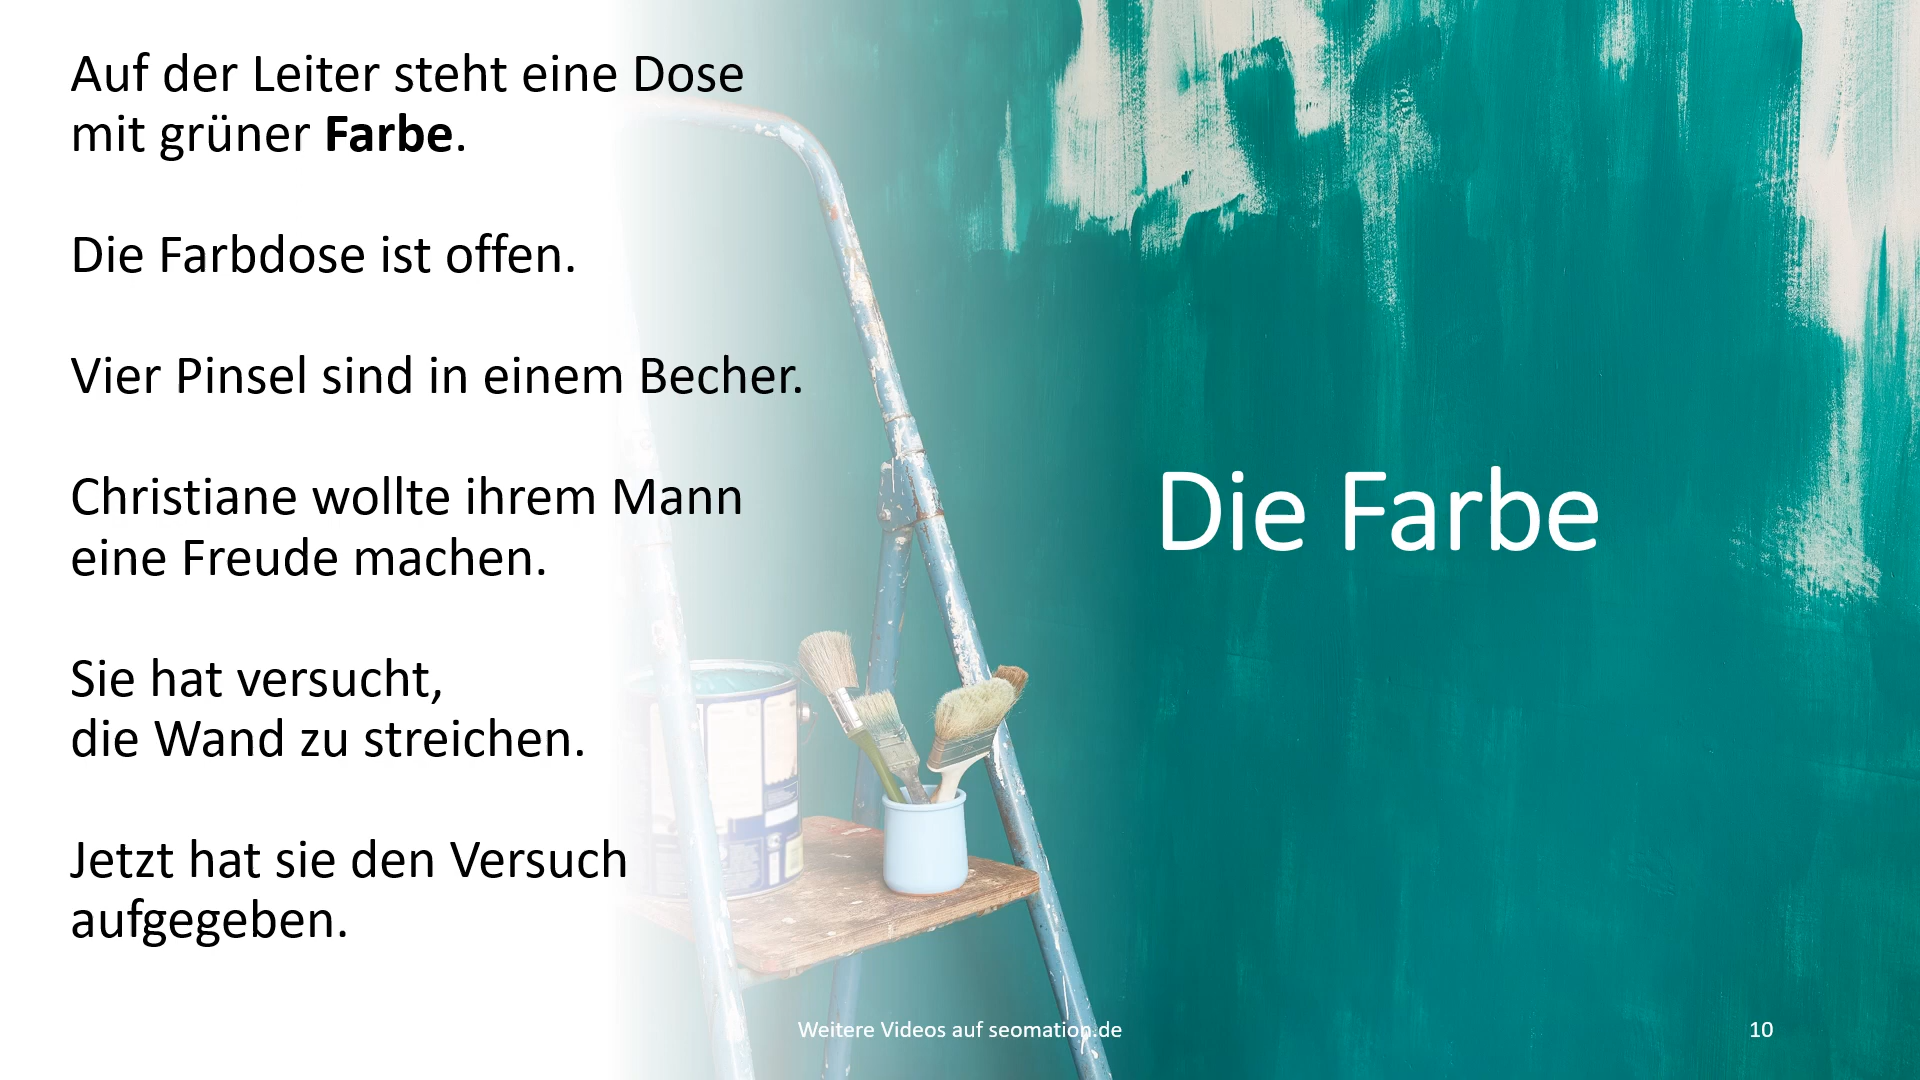 Auf der Leiter steht eine Dose
mit grüner Farbe.
Die Farbdose ist offen.
Vier Pinsel sind in einem Becher.
Christiane wollte ihrem Mann
eine Freude machen.
Sie hat versucht,
die Wand zu streichen.
Jetzt hat sie den Versuch
aufgegeben.
Die Farbe
Weitere Videos auf seomation.de
10